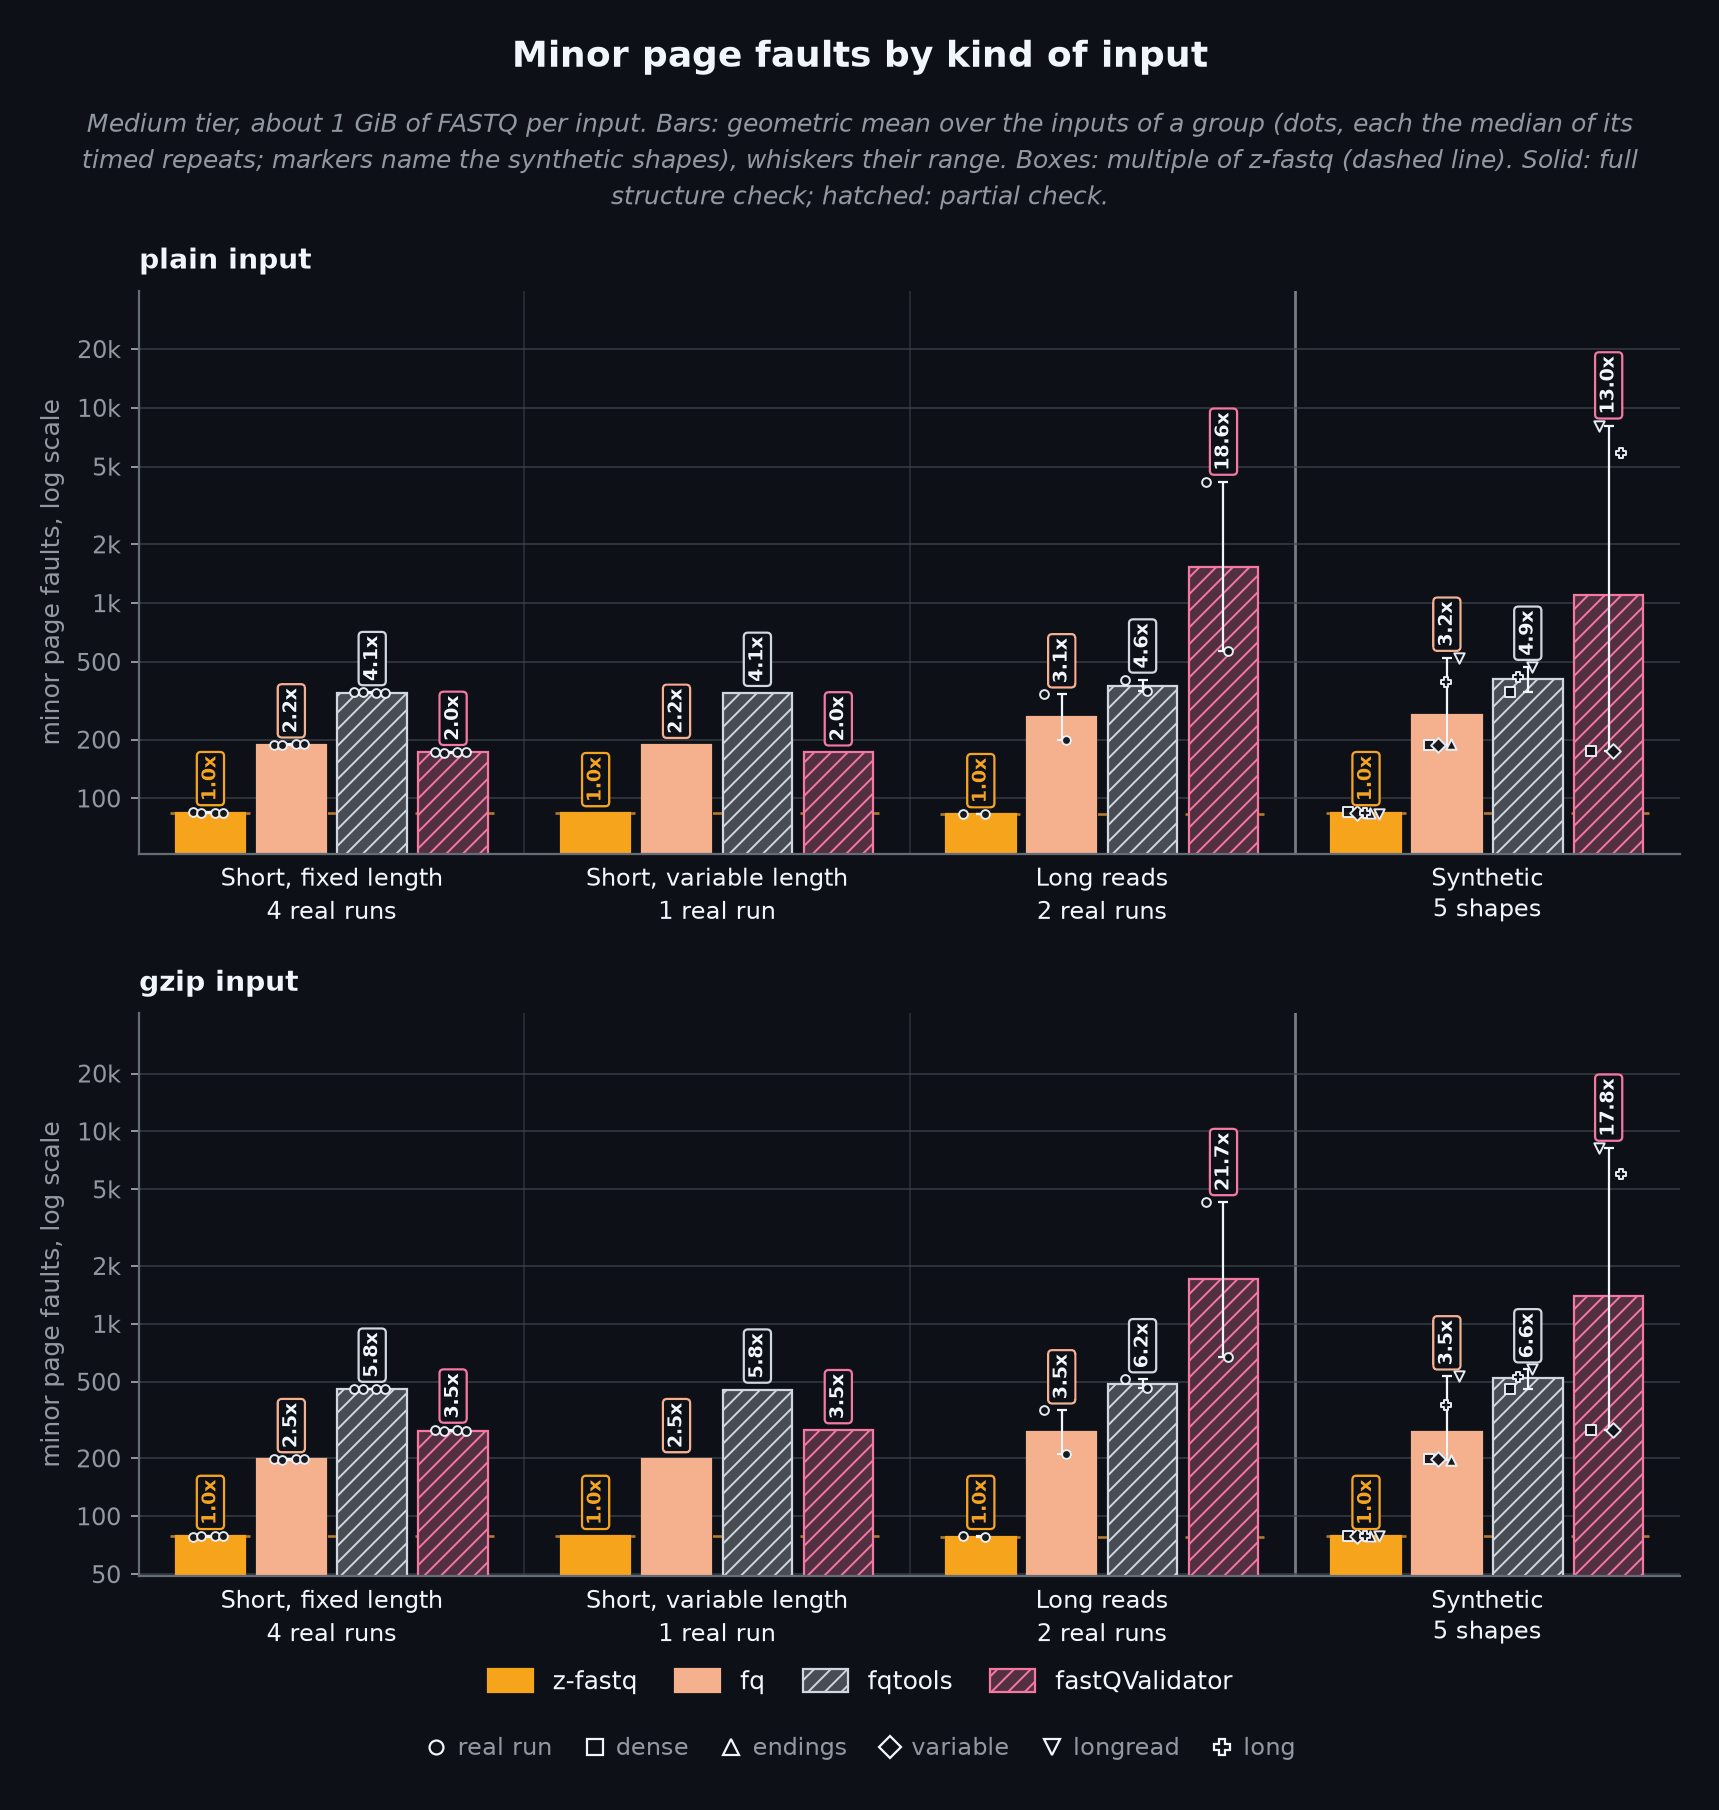 Minor page faults by kind of input
Medium tier, about 1 GiB of FASTQ per input. Bars: geometric mean over the inputs of a group (dots, each the median of its
timed repeats; markers name the synthetic shapes), whiskers their range. Boxes: multiple of z-fastq (dashed line). Solid: full
structure check; hatched: partial check.
plain input
minor page faults, log scale
20k
10k
5k
2k
1k
500
200
100
1.0x
2.2x
4.1x
2.0x
1.0x
2.2x
4.1x
2.0x
1.0x
3.1x
4.6x
18.6x
1.0x
3.2x
4.9x
13.0x
Short, fixed length
4 real runs
Short, variable length
1 real run
Long reads
2 real runs
Synthetic
5 shapes
gzip input
minor page faults, log scale
20k
10k
5k
2k
1k
500
200
100
50
1.0x
2.5x
5.8x
3.5x
1.0x
2.5x
5.8x
3.5x
1.0x
3.5x
6.2x
21.7x
1.0x
3.5x
6.6x
17.8x
Short, fixed length
4 real runs
Short, variable length
1 real run
Long reads
2 real runs
Synthetic
5 shapes
z-fastq
fq
fqtools
fastQValidator
real run
dense
endings
variable
longread
long